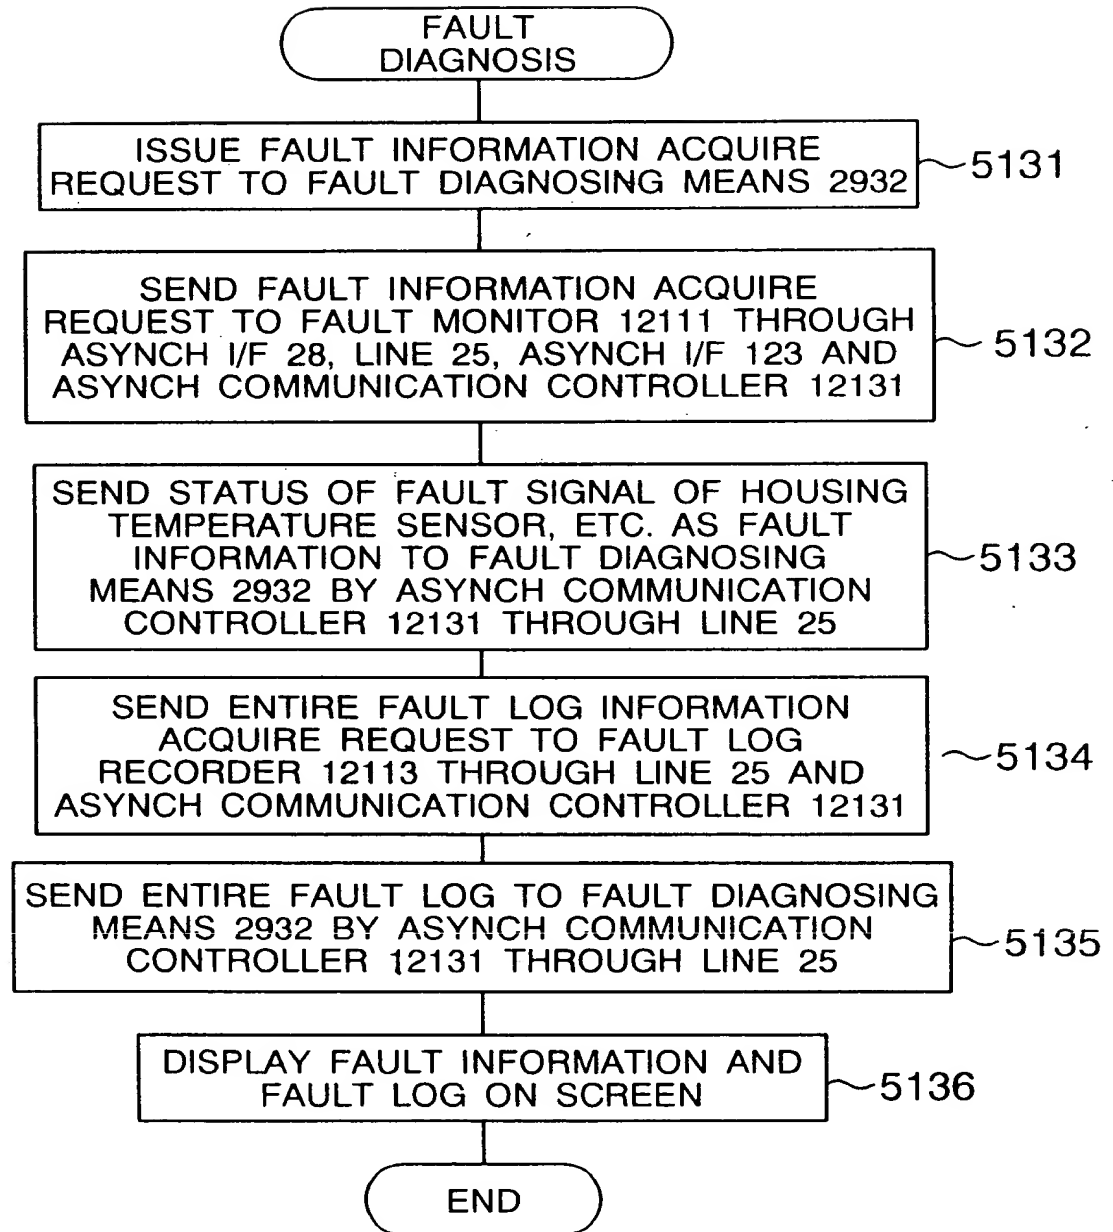 FAULT
DIAGNOSIS
ISSUE FAULT INFORMATION ACQUIRE
REQUEST TO FAULT DIAGNOSING MEANS 2932
5131
SEND FAULT INFORMATION ACQUIRE
REQUEST TO FAULT MONITOR 12111 THROUGH
ASYNCH I/F 28, LINE 25, ASYNCH I/F 123 AND
ASYNCH COMMUNICATION CONTROLLER 12131
5132
SEND STATUS OF FAULT SIGNAL OF HOUSING
TEMPERATURE SENSOR, ETC. AS FAULT
INFORMATION TO FAULT DIAGNOSING
MEANS 2932 BY ASYNCH COMMUNICATION
CONTROLLER 12131 THROUGH LINE 25
5133
SEND ENTIRE FAULT LOG INFORMATION
ACQUIRE REQUEST TO FAULT LOG
RECORDER 12113 THROUGH LINE 25 AND
ASYNCH COMMUNICATION CONTROLLER 12131
5134
SEND ENTIRE FAULT LOG TO FAULT DIAGNOSING
MEANS 2932 BY ASYNCH COMMUNICATION
CONTROLLER 12131 THROUGH LINE 25
5135
DISPLAY FAULT INFORMATION AND
FAULT LOG ON SCREEN
5136
END